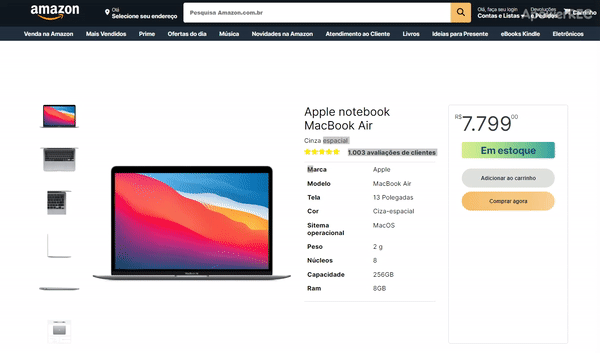 amazon
Olá
Selecione seu endereço
Pesquisa Amazon.com.br
Olá, faça seu login
Contas e Listas
Devoluções
e Pedidos
Carrinho
ApowerREC
Venda na Amazon
Mais Vendidos
Prime
Ofertas do dia
Música
Novidades na Amazon
Atendimento ao Cliente
Livros
Ideias para Presente
eBooks Kindle
Eletrônicos
Apple notebook
MacBook Air
Cinza espacial
1.003 avaliações de clientes
Marca Apple
Modelo MacBook Air
Tela 13 Polegadas
Cor Ciza-espacial
Sitema operacional MacOS
Peso 2 g
Núcleos 8
Capacidade 256GB
Ram 8GB
R$ 7.799 00
Em estoque
Adicionar ao carrinho
Comprar agora